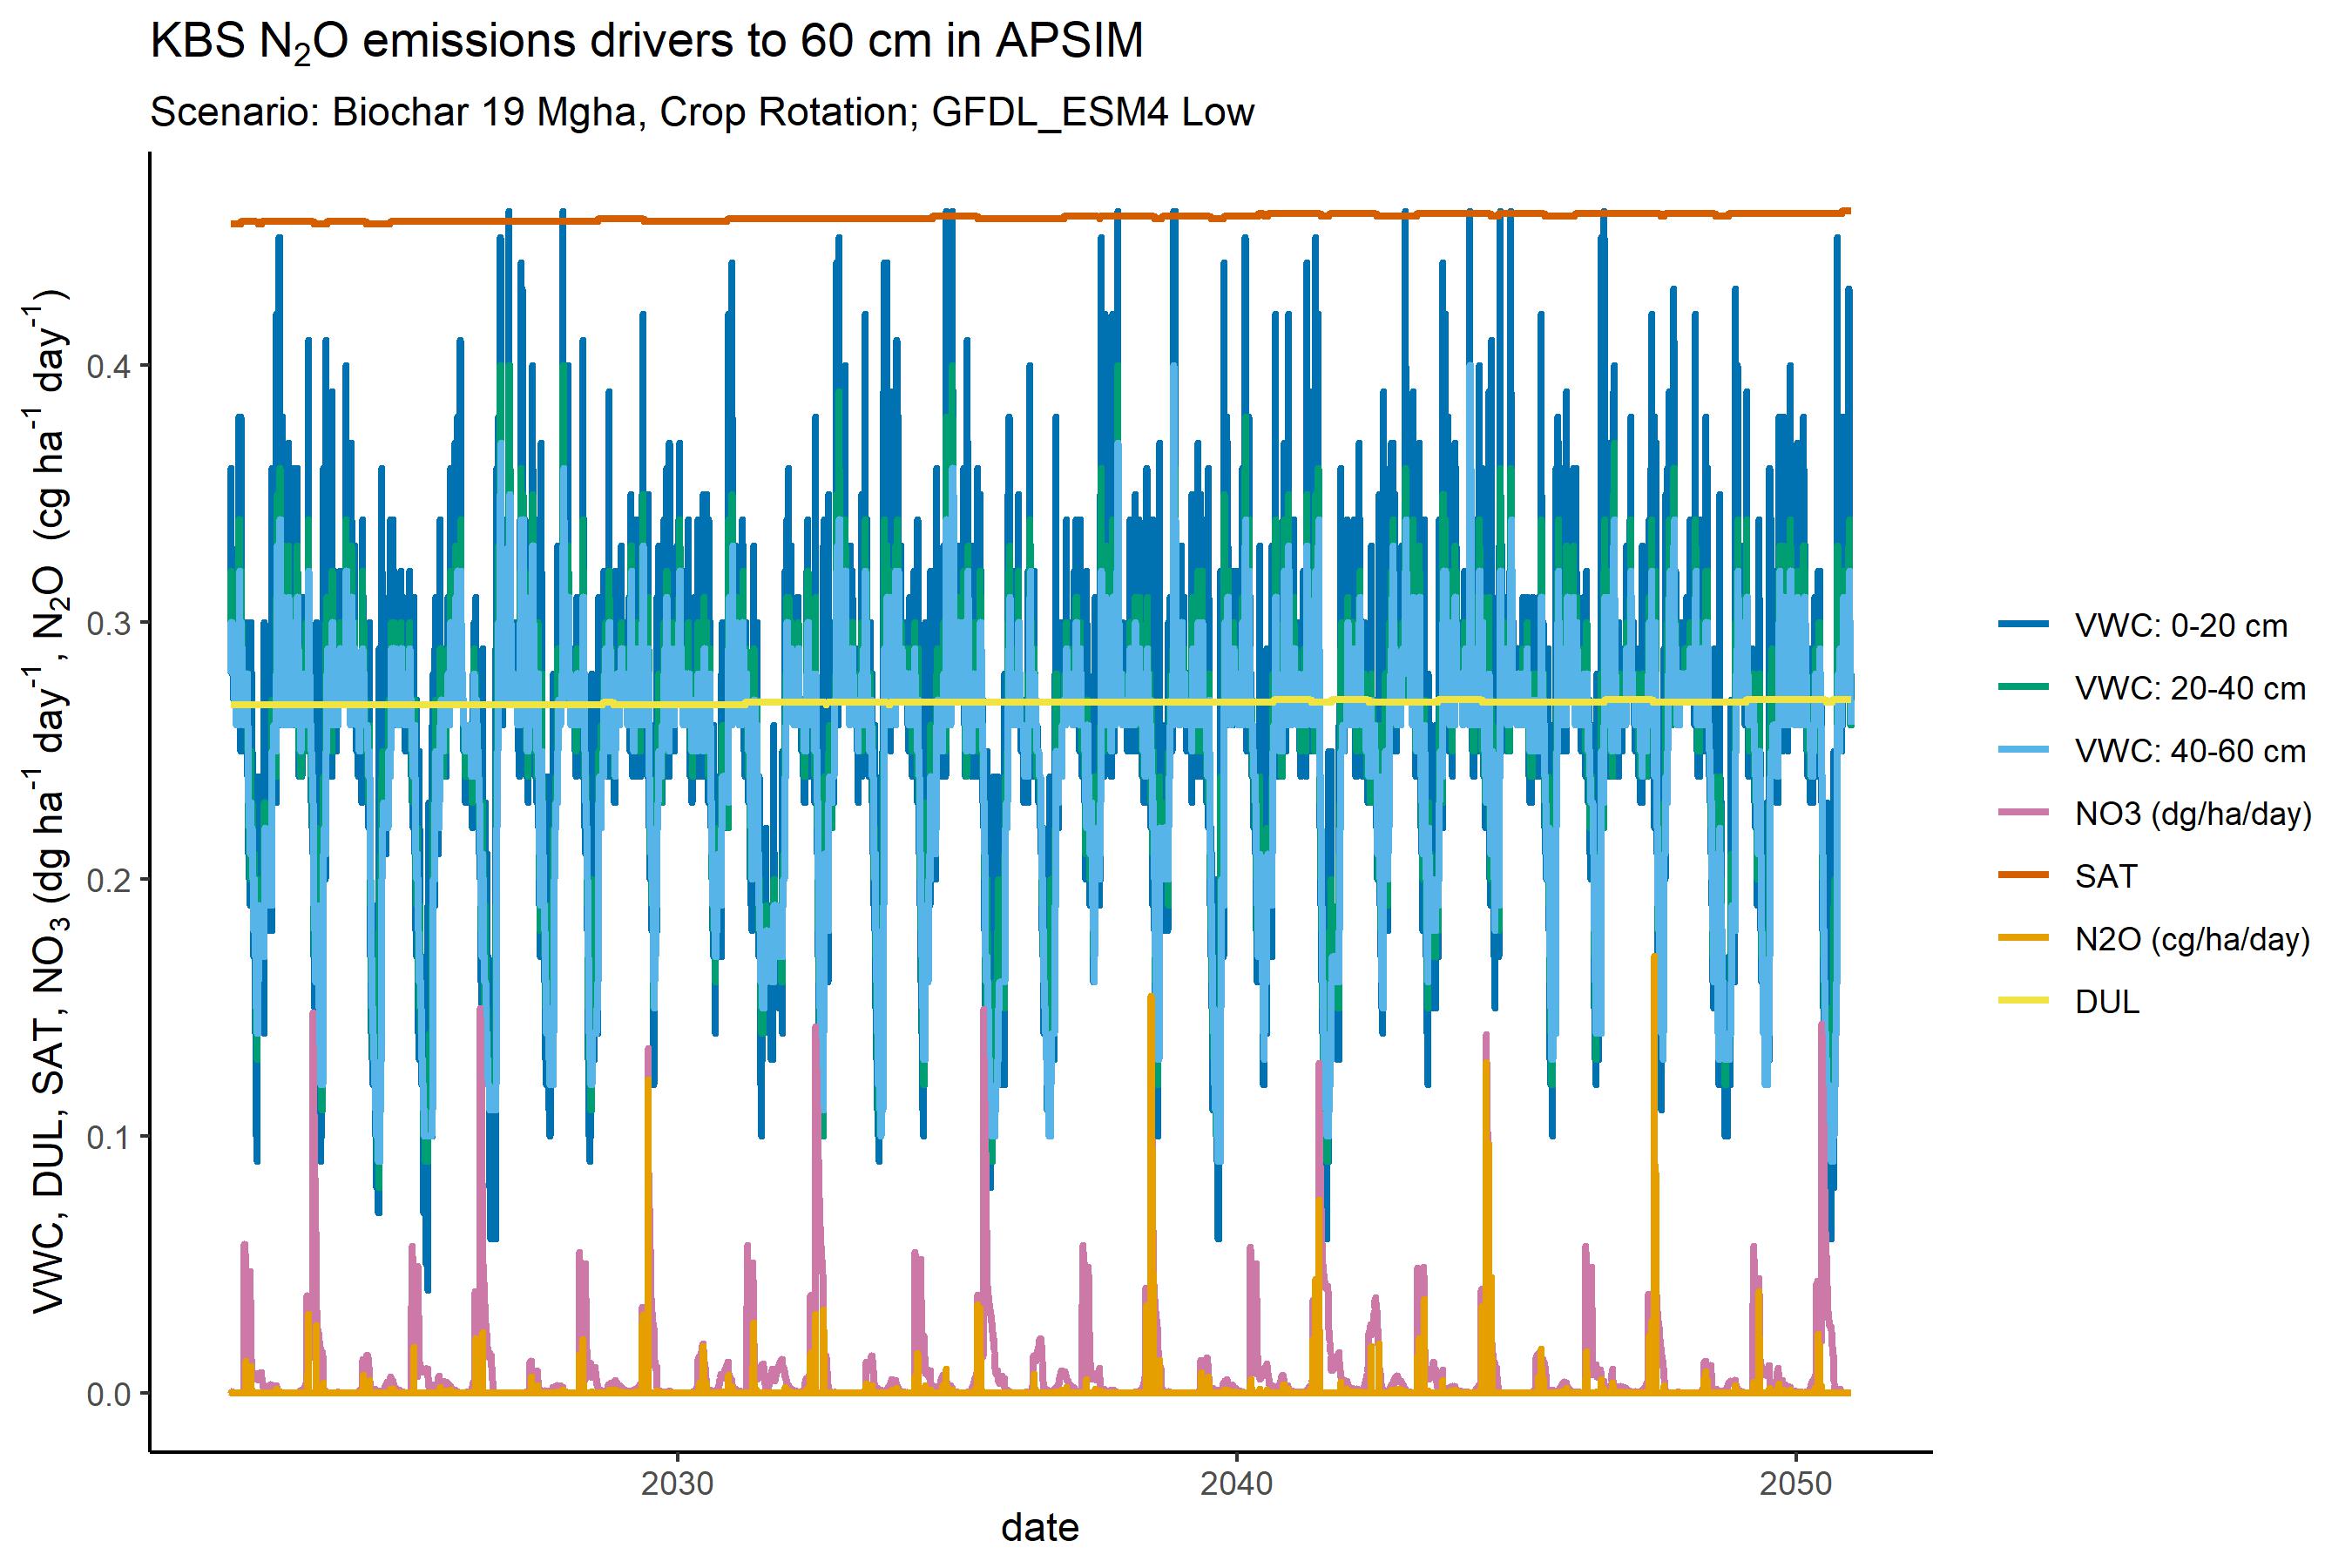 KBS N₂O emissions drivers to 60 cm in APSIM
Scenario: Biochar 19 Mgha, Crop Rotation; GFDL_ESM4 Low
VWC, DUL, SAT, NO₃ (dg ha⁻¹ day⁻¹, N₂O (cg ha⁻¹ day⁻¹)
0.4
0.3
0.2
0.1
0.0
2030
2040
2050
date
VWC: 0-20 cm
VWC: 20-40 cm
VWC: 40-60 cm
NO3 (dg/ha/day)
SAT
N2O (cg/ha/day)
DUL